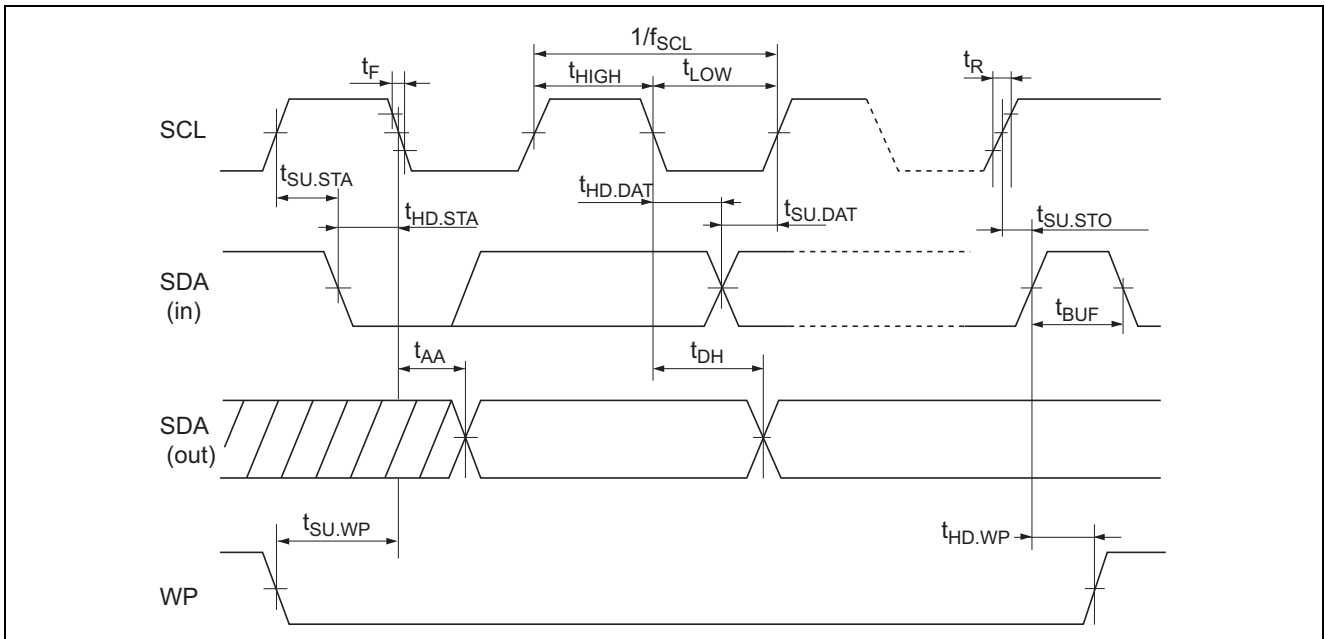 1/fSCL
tF
tHIGH
tLOW
tR
SCL
tSU.STA
tHD.STA
tHD.DAT
tSU.DAT
tSU.STO
SDA
(in)
tBUF
tAA
tDH
SDA
(out)
tSU.WP
tHD.WP
WP